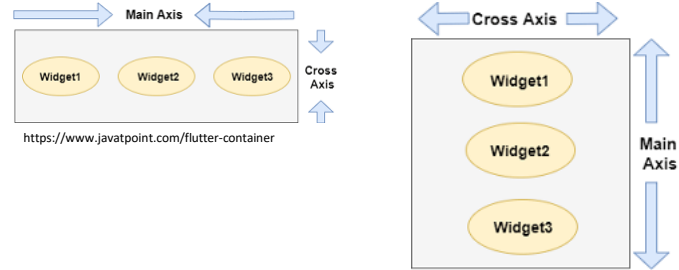 Main Axis
Widget1
Widget2
Widget3
Cross
Axis
https://www.javatpoint.com/flutter-container
Cross Axis
Widget1
Widget2
Widget3
Main
Axis